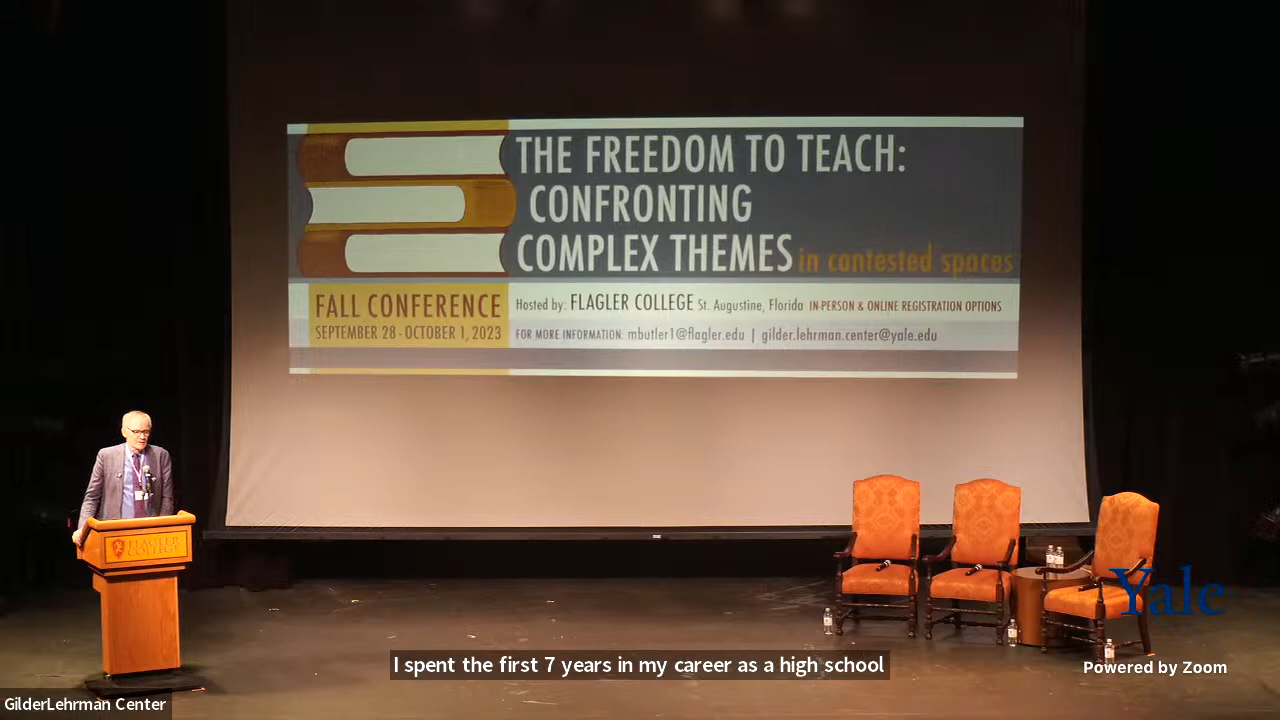 THE FREEDOM TO TEACH:
CONFRONTING
COMPLEX THEMES in contested spaces
FALL CONFERENCE
SEPTEMBER 28 - OCTOBER 1, 2023
Hosted by: FLAGLER COLLEGE St. Augustine, Florida IN-PERSON & ONLINE REGISTRATION OPTIONS
FOR MORE INFORMATION: mbutler1@flagler.edu | gilder.lehrman.center@yale.edu
FLAGLER
COLLEGE
Yale
I spent the first 7 years in my career as a high school
Powered by Zoom
GilderLehrman Center